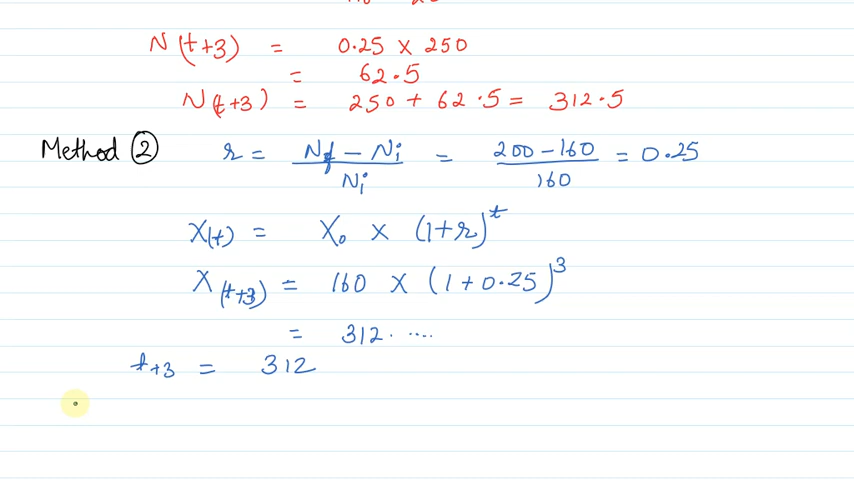 N(t+3) = 0.25 × 250
= 62.5
N(t+3) = 250 + 62.5 = 312.5
Method ② r = (Nf − Ni)/Ni = (200 − 160)/160 = 0.25
X(t) = X₀ × (1+r)ᵗ
X(t+3) = 160 × (1+0.25)³
= 312. ....
t+3 = 312